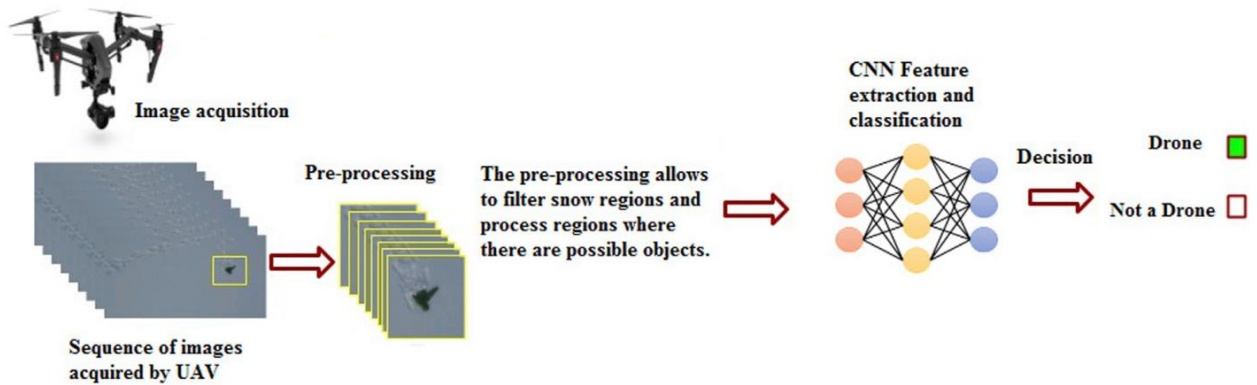 Image acquisition
Sequence of images
acquired by UAV
Pre-processing
The pre-processing allows
to filter snow regions and
process regions where
there are possible objects.
CNN Feature
extraction and
classification
Decision
Drone
Not a Drone